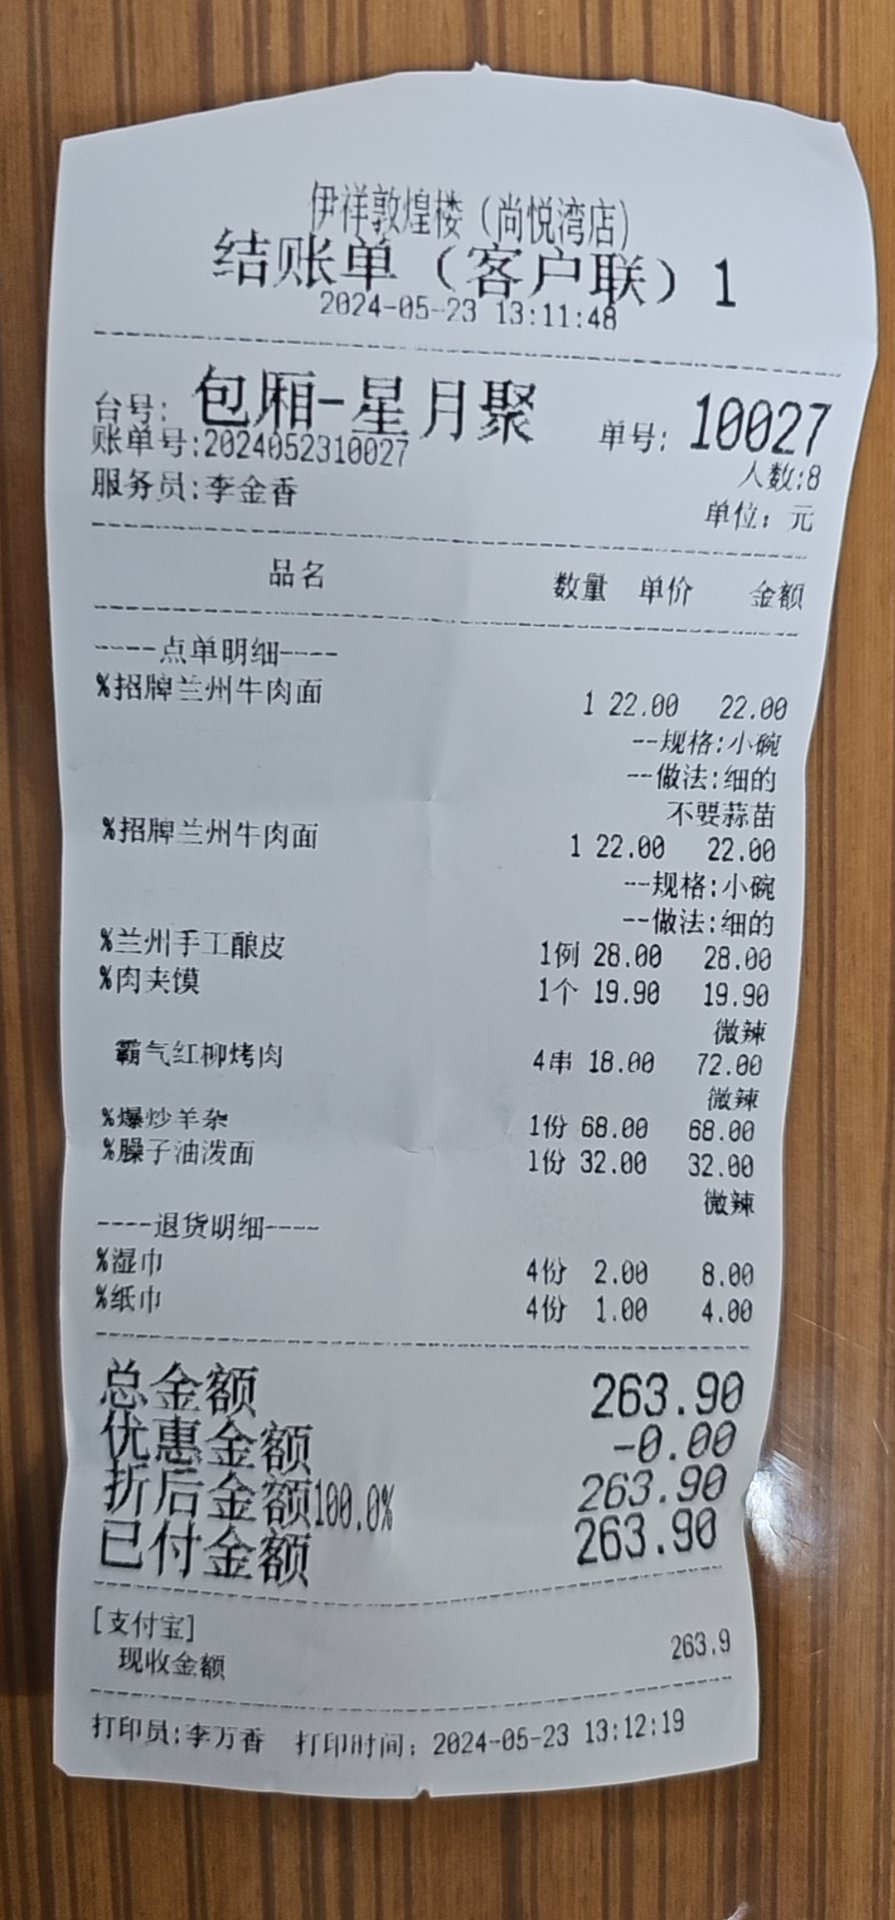 伊祥敦煌楼（尚悦湾店）
结账单（客户联）1
2024-05-23 13:11:48
台号: 包厢-星月聚 单号: 10027
账单号:2024052310027 人数:8
服务员:李金香 单位：元
品名 数量 单价 金额
----点单明细----
%招牌兰州牛肉面 1 22.00 22.00
--规格:小碗
--做法:细的
不要蒜苗
%招牌兰州牛肉面 1 22.00 22.00
--规格:小碗
--做法:细的
%兰州手工酿皮 1例 28.00 28.00
%肉夹馍 1个 19.90 19.90
微辣
霸气红柳烤肉 4串 18.00 72.00
微辣
%爆炒羊杂 1份 68.00 68.00
%臊子油泼面 1份 32.00 32.00
微辣
----退货明细----
%湿巾 4份 2.00 8.00
%纸巾 4份 1.00 4.00
总金额 263.90
优惠金额 -0.00
折后金额100.0% 263.90
已付金额 263.90
[支付宝]
现收金额 263.9
打印员:李万香 打印时间：2024-05-23 13:12:19